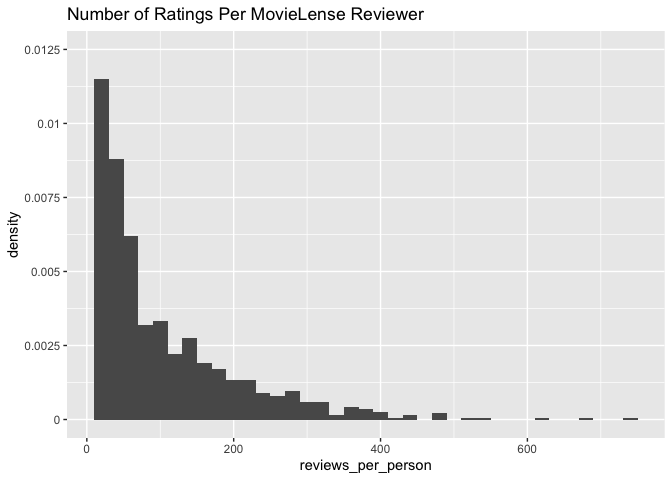 Number of Ratings Per MovieLense Reviewer
0.0125
0.01
0.0075
0.005
0.0025
0
density
0 200 400 600
reviews_per_person